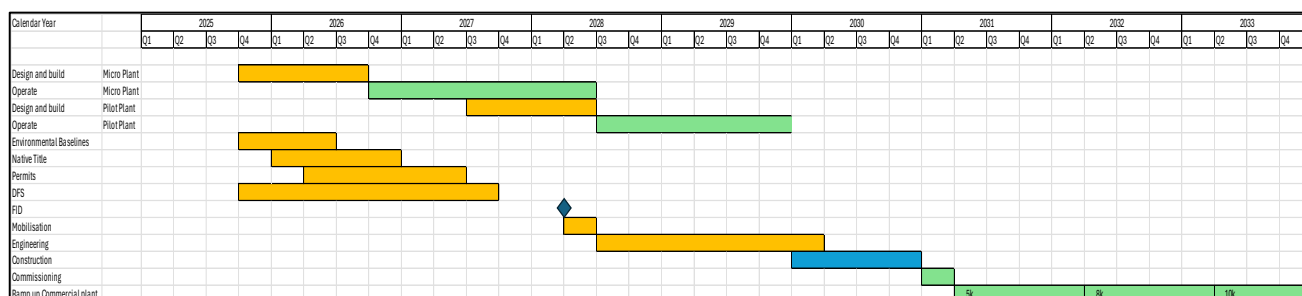 Calendar Year 2025 2026 2027 2028 2029 2030 2031 2032 2033
Q1 Q2 Q3 Q4 Q1 Q2 Q3 Q4 Q1 Q2 Q3 Q4 Q1 Q2 Q3 Q4 Q1 Q2 Q3 Q4 Q1 Q2 Q3 Q4 Q1 Q2 Q3 Q4 Q1 Q2 Q3 Q4 Q1 Q2 Q3 Q4
Design and build Micro Plant
Operate Micro Plant
Design and build Pilot Plant
Operate Pilot Plant
Environmental Baselines
Native Title
Permits
DFS
FID
Mobilisation
Engineering
Construction
Commissioning
Ramp up Commercial plant 5k 8k 10k